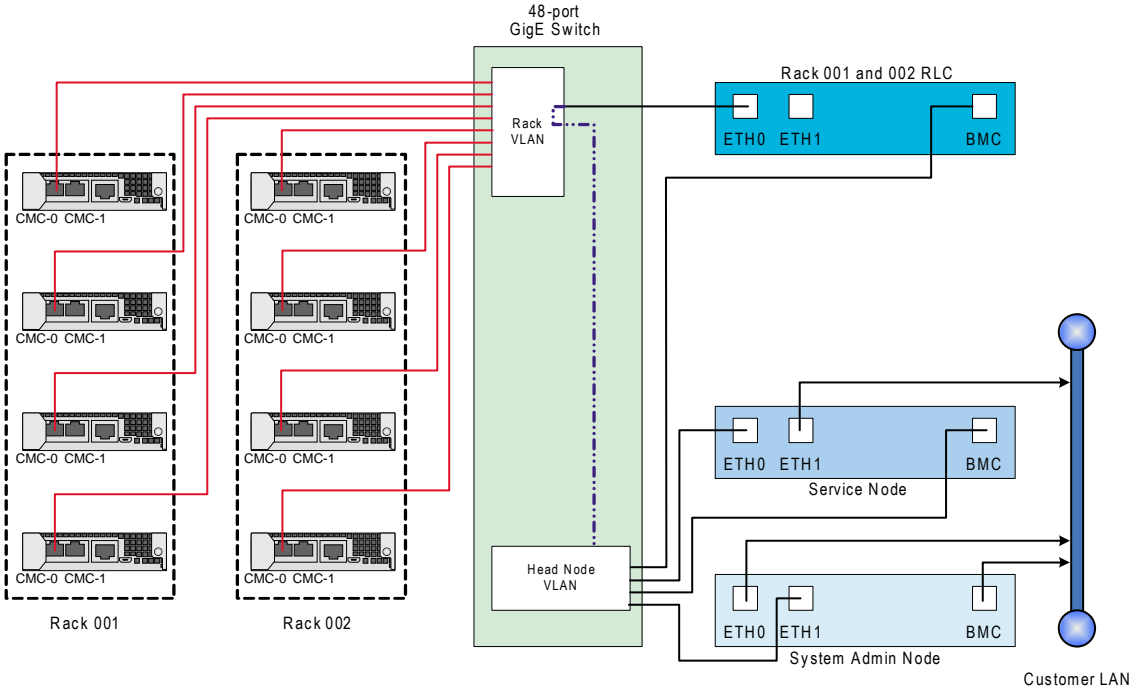 48-port
GigE Switch
Rack 001 and 002 RLC
Rack
VLAN
ETH0 ETH1 BMC
CMC-0 CMC-1
CMC-0 CMC-1
CMC-0 CMC-1
CMC-0 CMC-1
CMC-0 CMC-1
CMC-0 CMC-1
ETH0 ETH1 BMC
Service Node
CMC-0 CMC-1
CMC-0 CMC-1
Head Node
VLAN
Rack 001
Rack 002
ETH0 ETH1 BMC
System Admin Node
Customer LAN